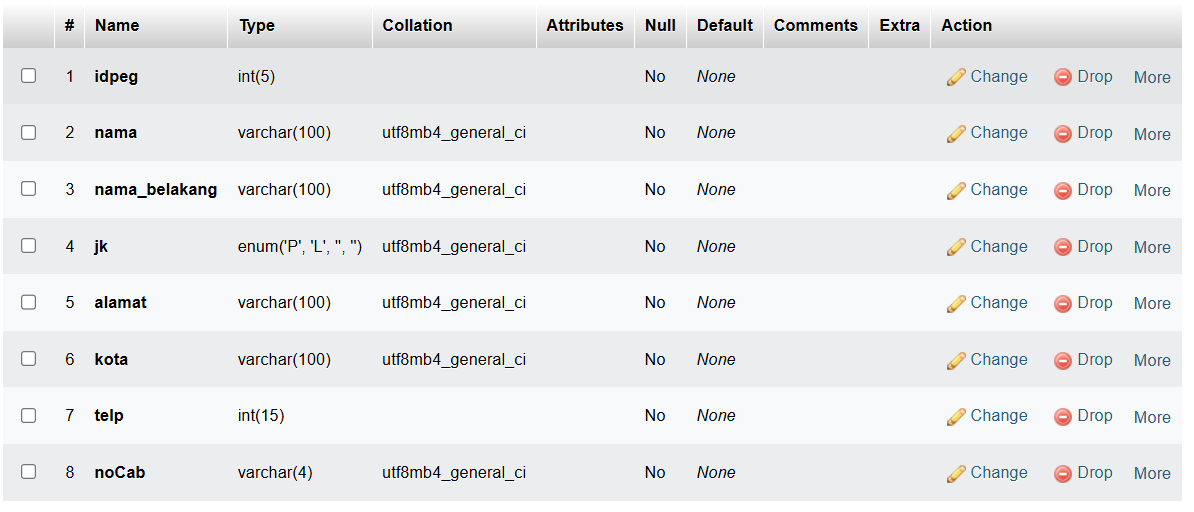 # Name Type Collation Attributes Null Default Comments Extra Action
1 idpeg int(5) No None Change Drop More
2 nama varchar(100) utf8mb4_general_ci No None Change Drop More
3 nama_belakang varchar(100) utf8mb4_general_ci No None Change Drop More
4 jk enum('P', 'L', '', '') utf8mb4_general_ci No None Change Drop More
5 alamat varchar(100) utf8mb4_general_ci No None Change Drop More
6 kota varchar(100) utf8mb4_general_ci No None Change Drop More
7 telp int(15) No None Change Drop More
8 noCab varchar(4) utf8mb4_general_ci No None Change Drop More